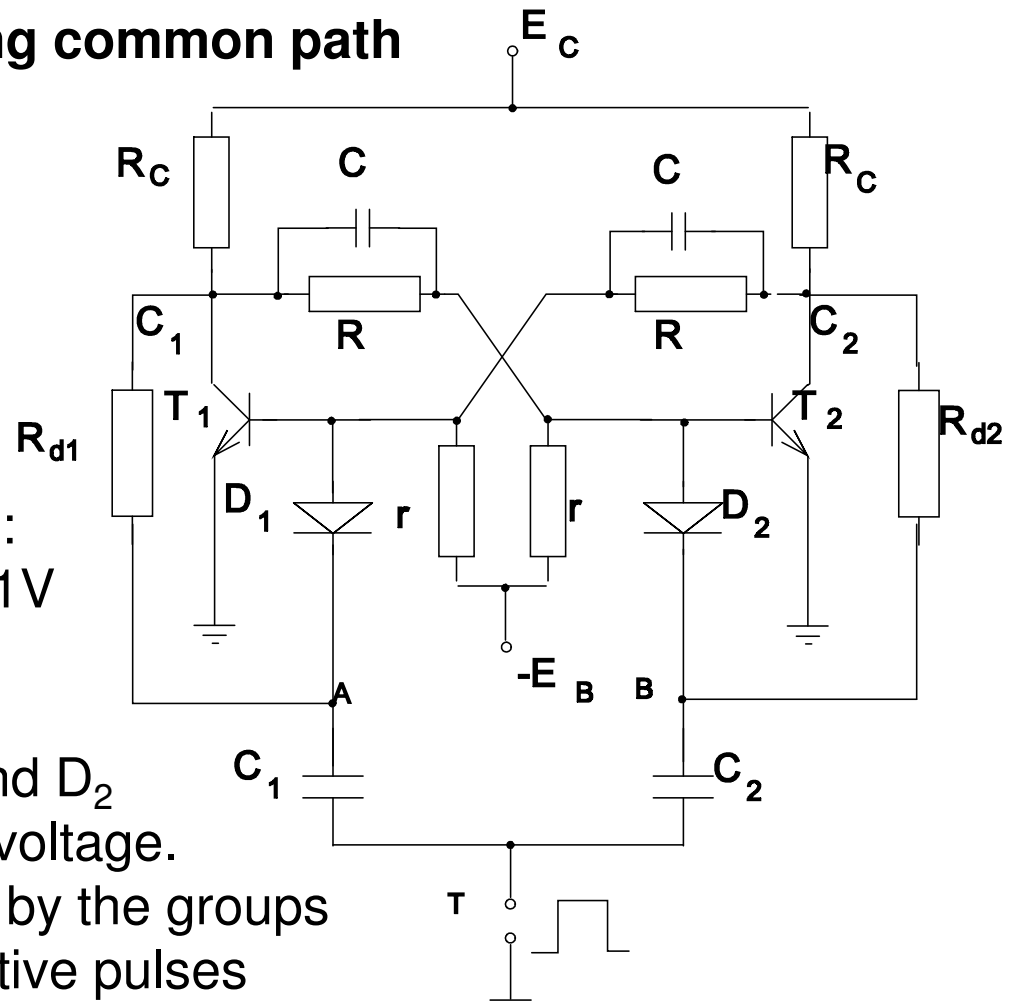 ng common path
E C
R C
C
C
R C
C 1
R
R
C 2
T 1
T 2
R d1
R d2
D 1
r
r
D 2
:
1V
-E B
A
B
nd D2
C 1
C 2
voltage.
by the groups
T
tive pulses